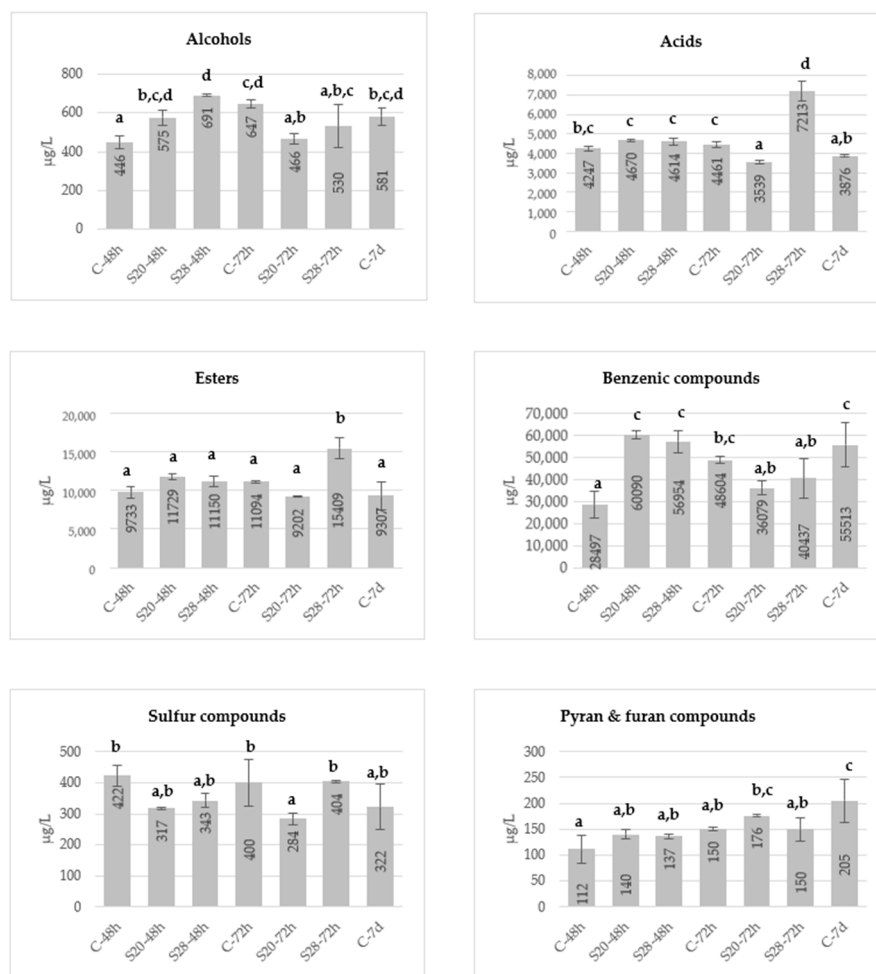 Alcohols
800
600
400
200
0
µg/L
a
b,c,d
d
c,d
a,b
a,b,c
b,c,d
446
575
691
647
466
530
581
C-48h
S20-48h
S28-48h
C-72h
S20-72h
S28-72h
C-7d
Acids
8,000
7,000
6,000
5,000
4,000
3,000
2,000
1,000
0
µg/L
b,c
c
c
c
a
d
a,b
4247
4670
4614
4461
3539
7213
3876
C-48h
S20-48h
S28-48h
C-72h
S20-72h
S28-72h
C-7d
Esters
20,000
15,000
10,000
5,000
0
µg/L
a
a
a
a
a
b
a
9733
11729
11150
11094
9202
15409
9307
C-48h
S20-48h
S28-48h
C-72h
S20-72h
S28-72h
C-7d
Benzenic compounds
70,000
60,000
50,000
40,000
30,000
20,000
10,000
0
µg/L
a
c
c
b,c
a,b
a,b
c
28497
60090
56954
48604
36079
40437
55513
C-48h
S20-48h
S28-48h
C-72h
S20-72h
S28-72h
C-7d
Sulfur compounds
500
400
300
200
100
0
µg/L
b
a,b
a,b
b
a
b
a,b
422
317
343
400
284
404
322
C-48h
S20-48h
S28-48h
C-72h
S20-72h
S28-72h
C-7d
Pyran & furan compounds
300
250
200
150
100
50
0
µg/L
a
a,b
a,b
a,b
b,c
a,b
c
112
140
137
150
176
150
205
C-48h
S20-48h
S28-48h
C-72h
S20-72h
S28-72h
C-7d